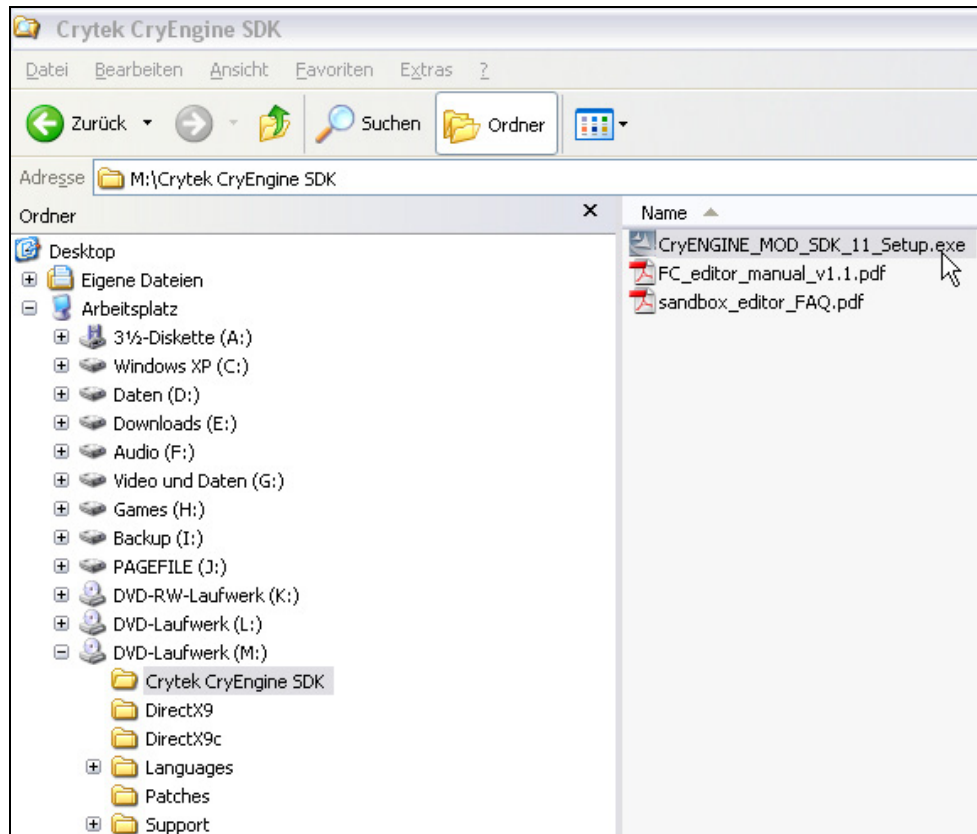 Crytek CryEngine SDK
Datei Bearbeiten Ansicht Favoriten Extras ?
Zurück Suchen Ordner
Adresse M:\Crytek CryEngine SDK
Ordner
Desktop
Eigene Dateien
Arbeitsplatz
3½-Diskette (A:)
Windows XP (C:)
Daten (D:)
Downloads (E:)
Audio (F:)
Video und Daten (G:)
Games (H:)
Backup (I:)
PAGEFILE (J:)
DVD-RW-Laufwerk (K:)
DVD-Laufwerk (L:)
DVD-Laufwerk (M:)
Crytek CryEngine SDK
DirectX9
DirectX9c
Languages
Patches
Support
Name
CryENGINE_MOD_SDK_11_Setup.exe
FC_editor_manual_v1.1.pdf
sandbox_editor_FAQ.pdf